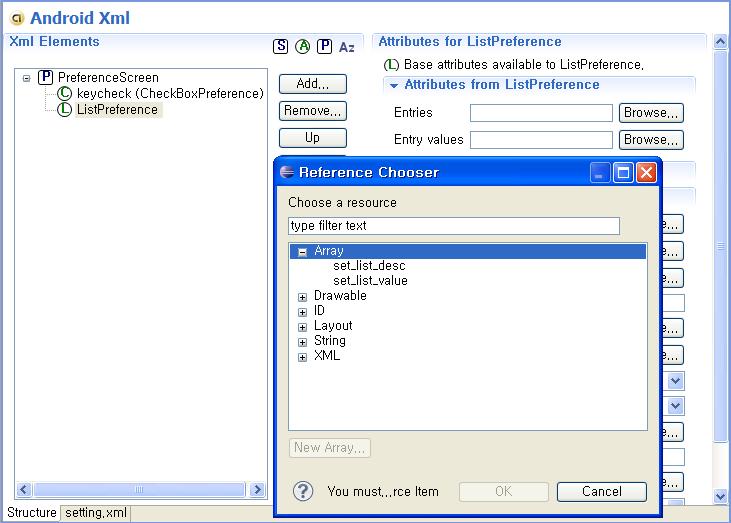 Android Xml
Xml Elements
S A P Az
Attributes for ListPreference
P PreferenceScreen
C keycheck (CheckBoxPreference)
L ListPreference
Add...
Remove...
Up
L Base attributes available to ListPreference.
Attributes from ListPreference
Entries
Browse...
Entry values
Browse...
Reference Chooser
Choose a resource
type filter text
Array
set_list_desc
set_list_value
Drawable
ID
Layout
String
XML
New Array...
? You must...rce Item
OK
Cancel
Structure setting.xml